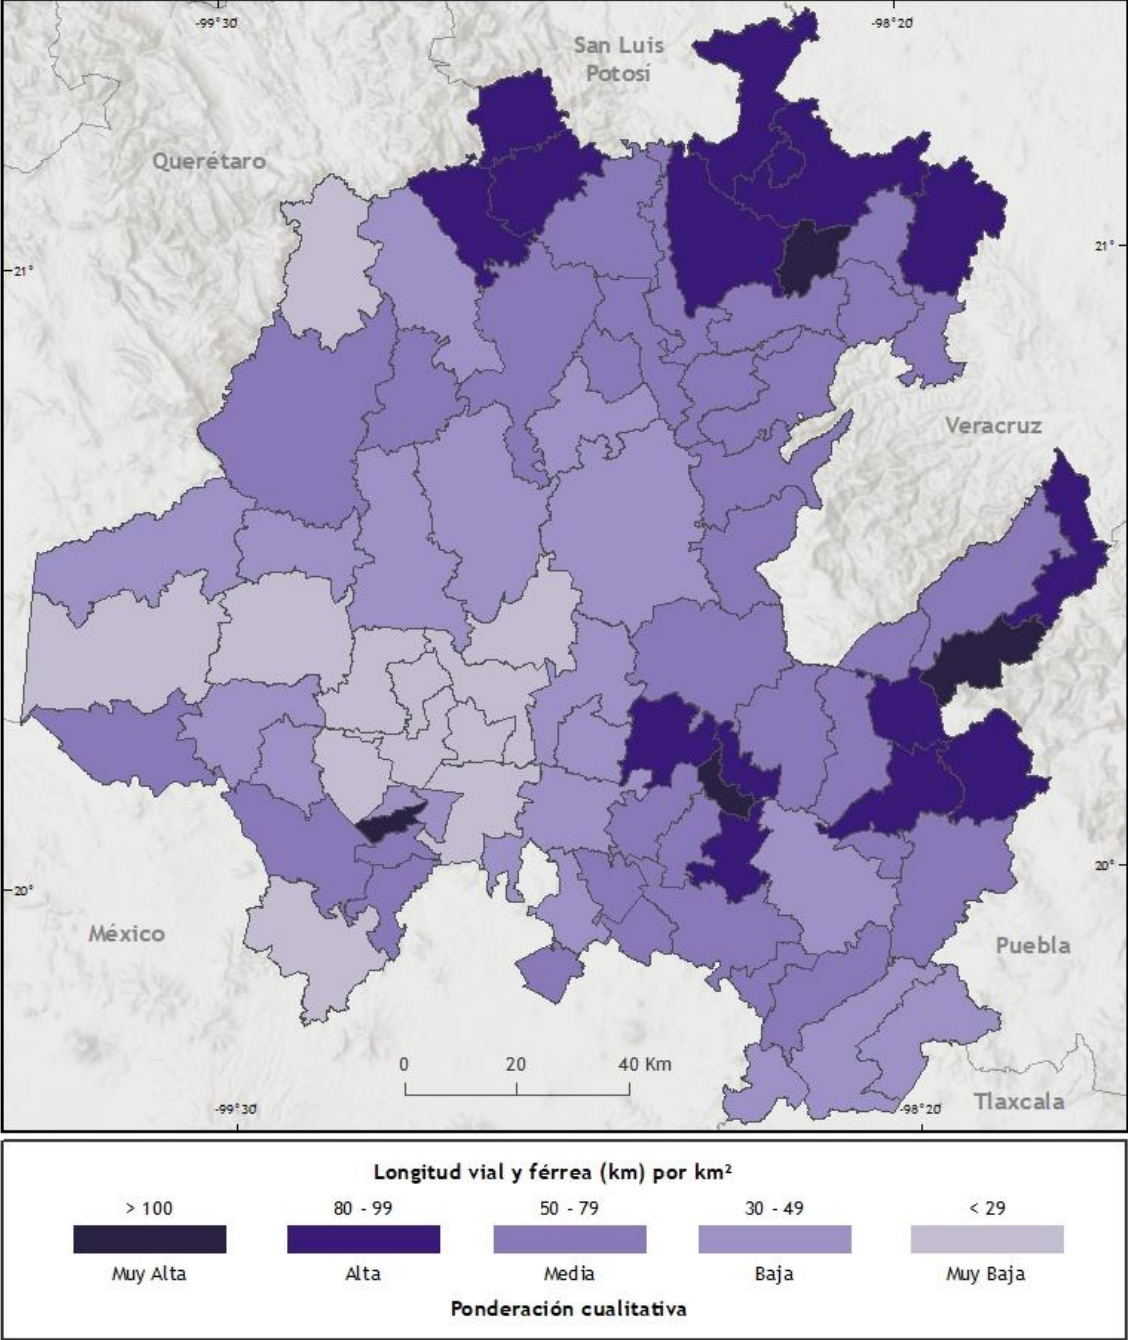 -99°30'
-98°20'
San Luis
Potosí
Querétaro
21°
21°
Veracruz
20°
20°
México
Puebla
0 20 40 Km
-99°30'
-98°20'
Tlaxcala
Longitud vial y férrea (km) por km²
> 100 80 - 99 50 - 79 30 - 49 < 29
Muy Alta Alta Media Baja Muy Baja
Ponderación cualitativa